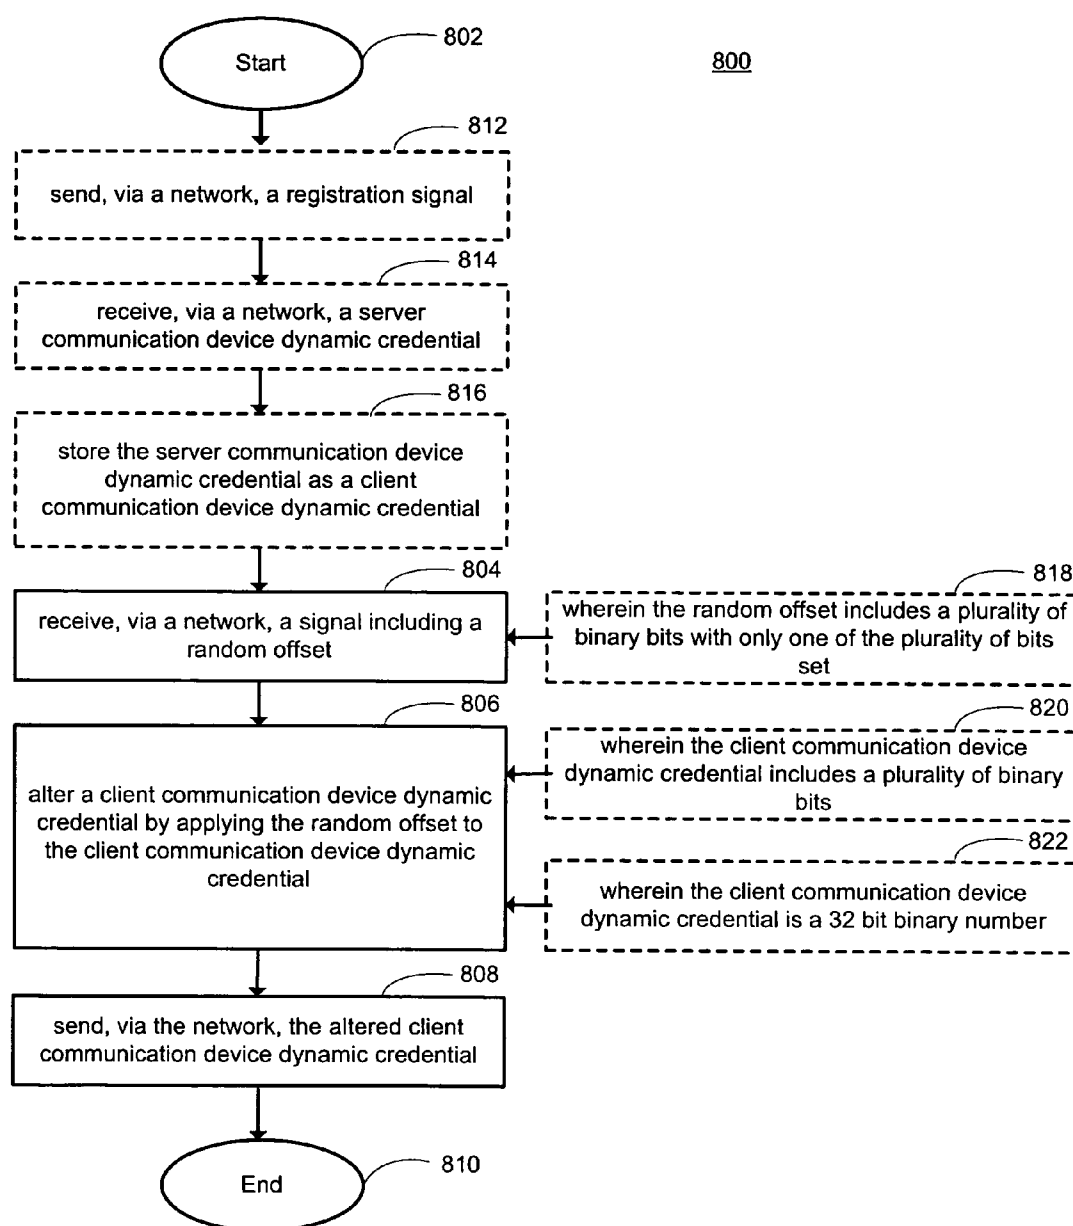 802
Start
800
812
send, via a network, a registration signal
814
receive, via a network, a server
communication device dynamic credential
816
store the server communication device
dynamic credential as a client
communication device dynamic credential
804
receive, via a network, a signal including a
random offset
818
wherein the random offset includes a plurality of
binary bits with only one of the plurality of bits
set
806
alter a client communication device dynamic
credential by applying the random offset to
the client communication device dynamic
credential
820
wherein the client communication device
dynamic credential includes a plurality of binary
bits
822
wherein the client communication device
dynamic credential is a 32 bit binary number
808
send, via the network, the altered client
communication device dynamic credential
810
End